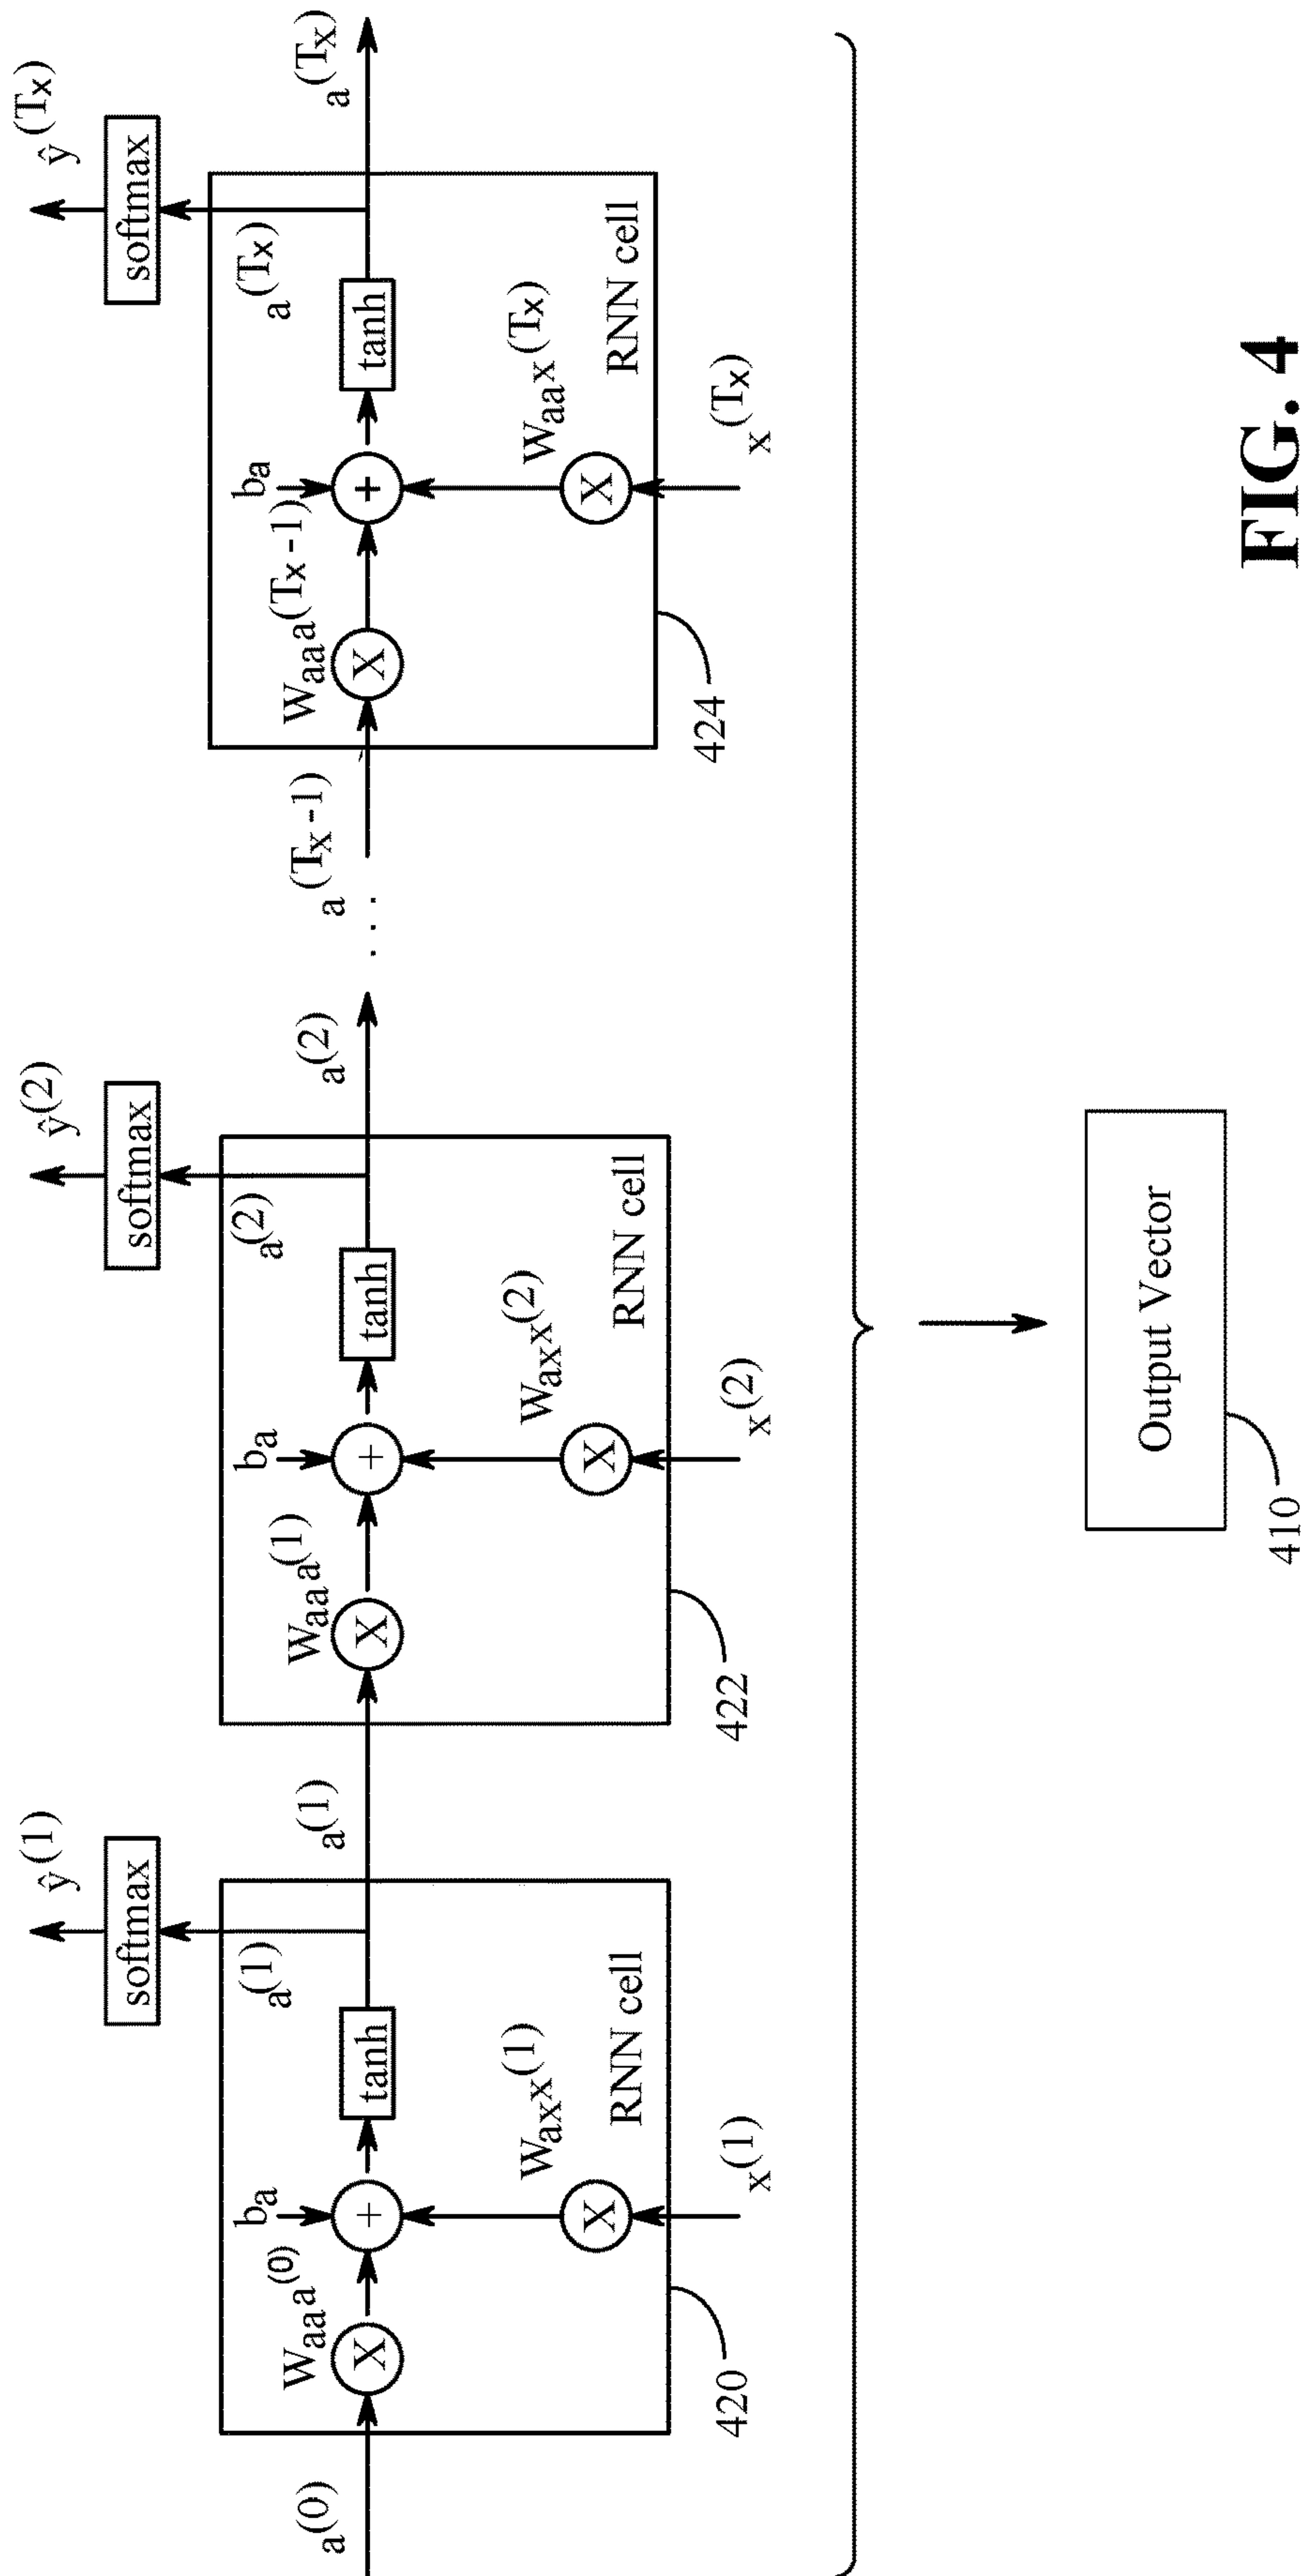 ŷ(1)
softmax
a(1)
ba
Waaa(0)
X
+
tanh
a(0)
a(1)
Waxx(1)
X
RNN cell
x(1)
420
ŷ(2)
softmax
a(2)
ba
Waaa(1)
X
+
tanh
a(2)
Waxx(2)
X
RNN cell
x(2)
422
. . .
ŷ(Tx)
softmax
a(Tx)
ba
a(Tx-1)
Waaa(Tx-1)
X
+
tanh
a(Tx)
Waax(Tx)
X
RNN cell
x(Tx)
424
Output Vector
410
FIG. 4